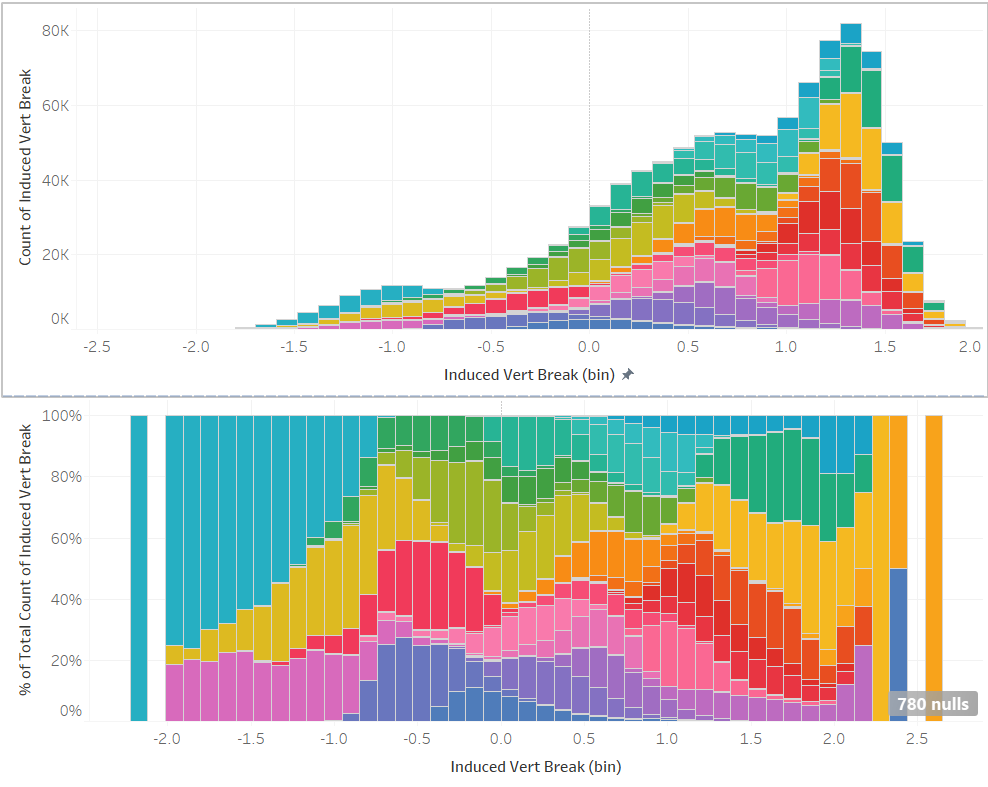 80K
60K
40K
20K
0K
Count of Induced Vert Break
-2.5 -2.0 -1.5 -1.0 -0.5 0.0 0.5 1.0 1.5 2.0
Induced Vert Break (bin)
100%
80%
60%
40%
20%
0%
% of Total Count of Induced Vert Break
780 nulls
-2.0 -1.5 -1.0 -0.5 0.0 0.5 1.0 1.5 2.0 2.5
Induced Vert Break (bin)